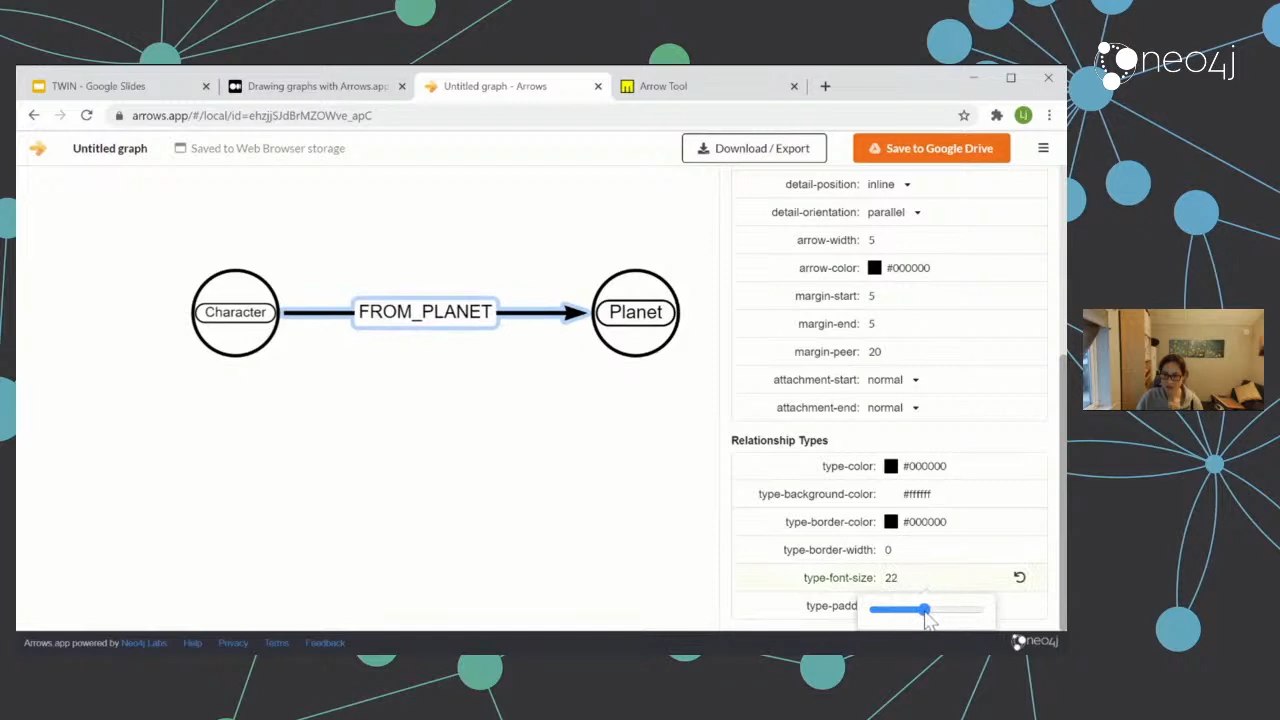 neo4j
TWIN - Google Slides
Drawing graphs with Arrows.app
Untitled graph - Arrows
Arrow Tool
arrows.app/#/local/id=ehzjjSJdBrMZOWve_apC
Lj
Untitled graph
Saved to Web Browser storage
Download / Export
Save to Google Drive
detail-position: inline
detail-orientation: parallel
arrow-width: 5
arrow-color: #000000
margin-start: 5
margin-end: 5
margin-peer: 20
attachment-start: normal
attachment-end: normal
Character
FROM_PLANET
Planet
Relationship Types
type-color: #000000
type-background-color: #ffffff
type-border-color: #000000
type-border-width: 0
type-font-size: 22
type-padd
Arrows.app powered by Neo4j Labs
Help
Privacy
Terms
Feedback
neo4j